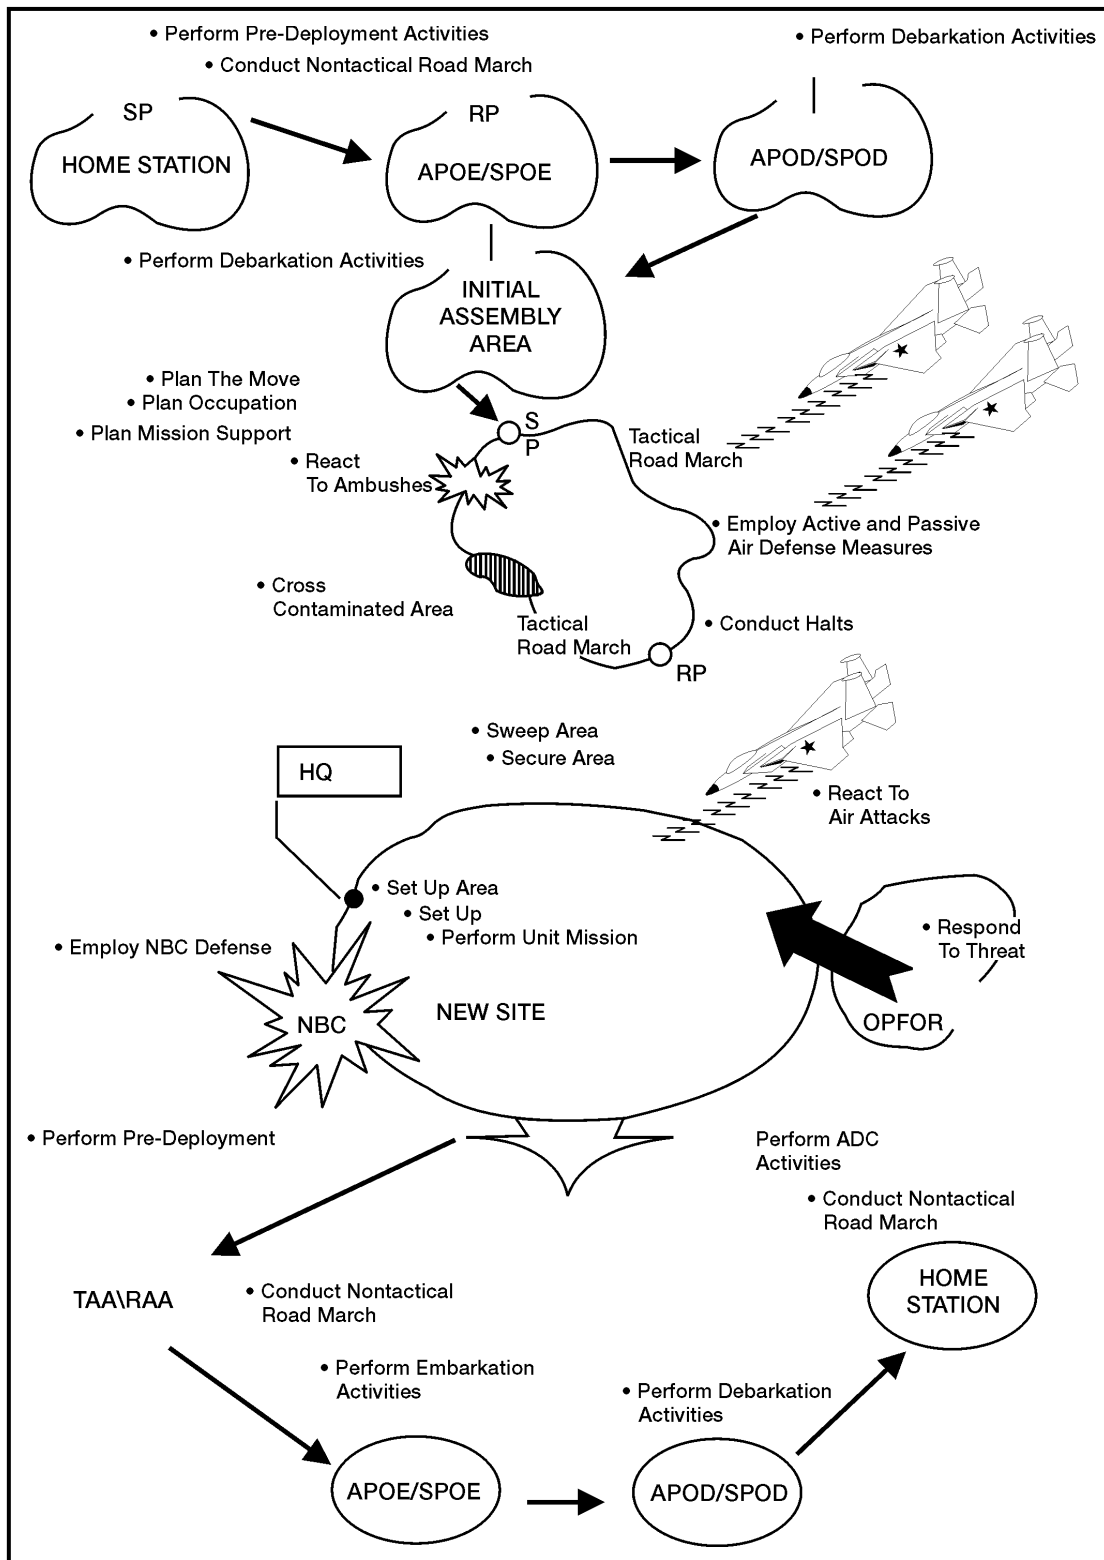 • Perform Pre-Deployment Activities
• Perform Debarkation Activities
• Conduct Nontactical Road March
SP
HOME STATION
RP
APOE/SPOE
APOD/SPOD
• Perform Debarkation Activities
INITIAL
ASSEMBLY
AREA
• Plan The Move
• Plan Occupation
• Plan Mission Support
S
P
• React
To Ambushes
Tactical
Road March
• Employ Active and Passive
Air Defense Measures
• Cross
Contaminated Area
Tactical
Road March
• Conduct Halts
RP
• Sweep Area
• Secure Area
HQ
• React To
Air Attacks
• Set Up Area
• Set Up
• Perform Unit Mission
• Employ NBC Defense
• Respond
To Threat
NBC
NEW SITE
OPFOR
• Perform Pre-Deployment
Perform ADC
Activities
• Conduct Nontactical
Road March
TAA\RAA
• Conduct Nontactical
Road March
HOME
STATION
• Perform Embarkation
Activities
• Perform Debarkation
Activities
APOE/SPOE
APOD/SPOD